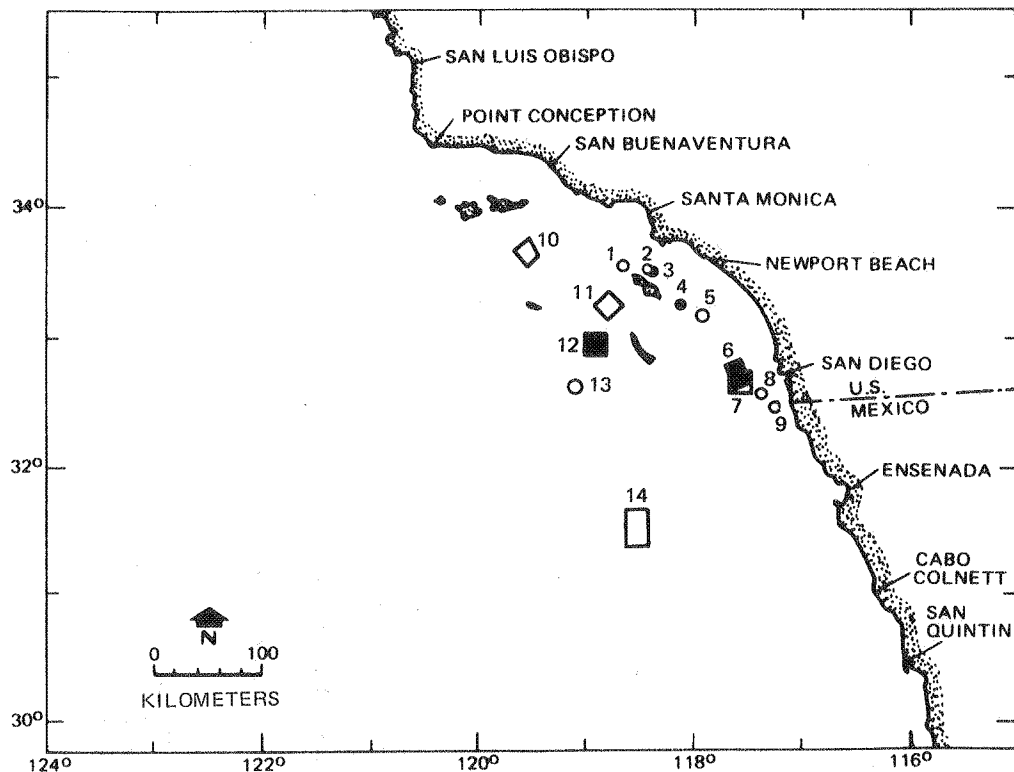 SAN LUIS OBISPO
POINT CONCEPTION
SAN BUENAVENTURA
34°
SANTA MONICA
10
1
2
3
NEWPORT BEACH
11
4
5
12
6
SAN DIEGO
8
U.S.
13
7
MEXICO
9
32°
ENSENADA
14
CABO
COLNETT
SAN
QUINTIN
N
0 100
KILOMETERS
30°
124° 122° 120° 118° 116°